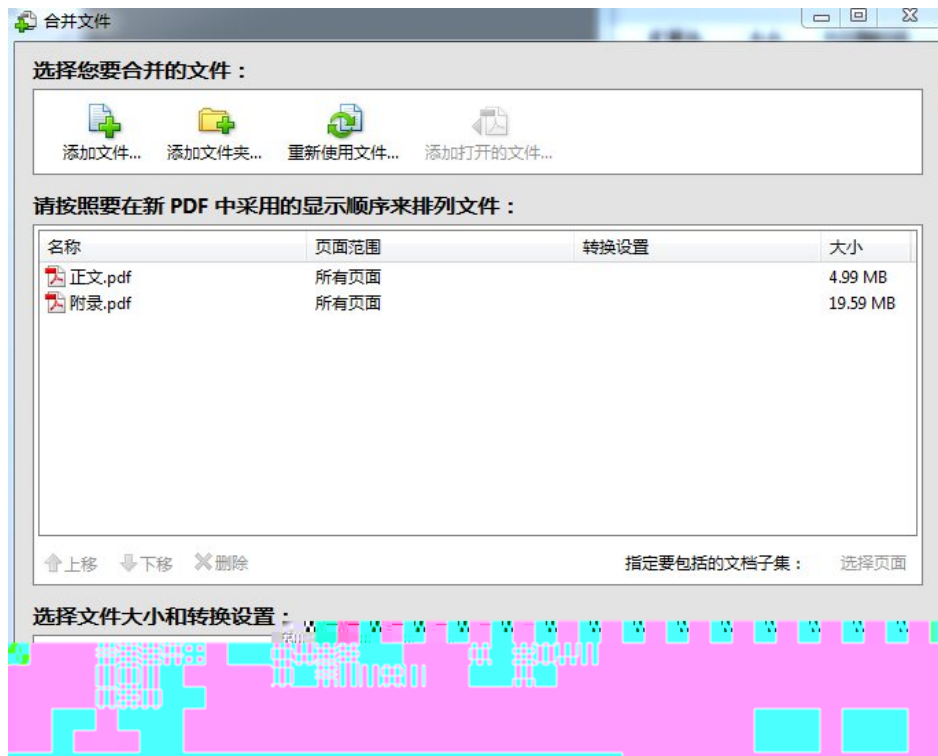 合并文件
选择您要合并的文件：
添加文件... 添加文件夹... 重新使用文件... 添加打开的文件...
请按照要在新 PDF 中采用的显示顺序来排列文件：
名称 页面范围 转换设置 大小
正文.pdf 所有页面 4.99 MB
附录.pdf 所有页面 19.59 MB
上移 下移 删除 指定要包括的文档子集： 选择页面
选择文件大小和转换设置：